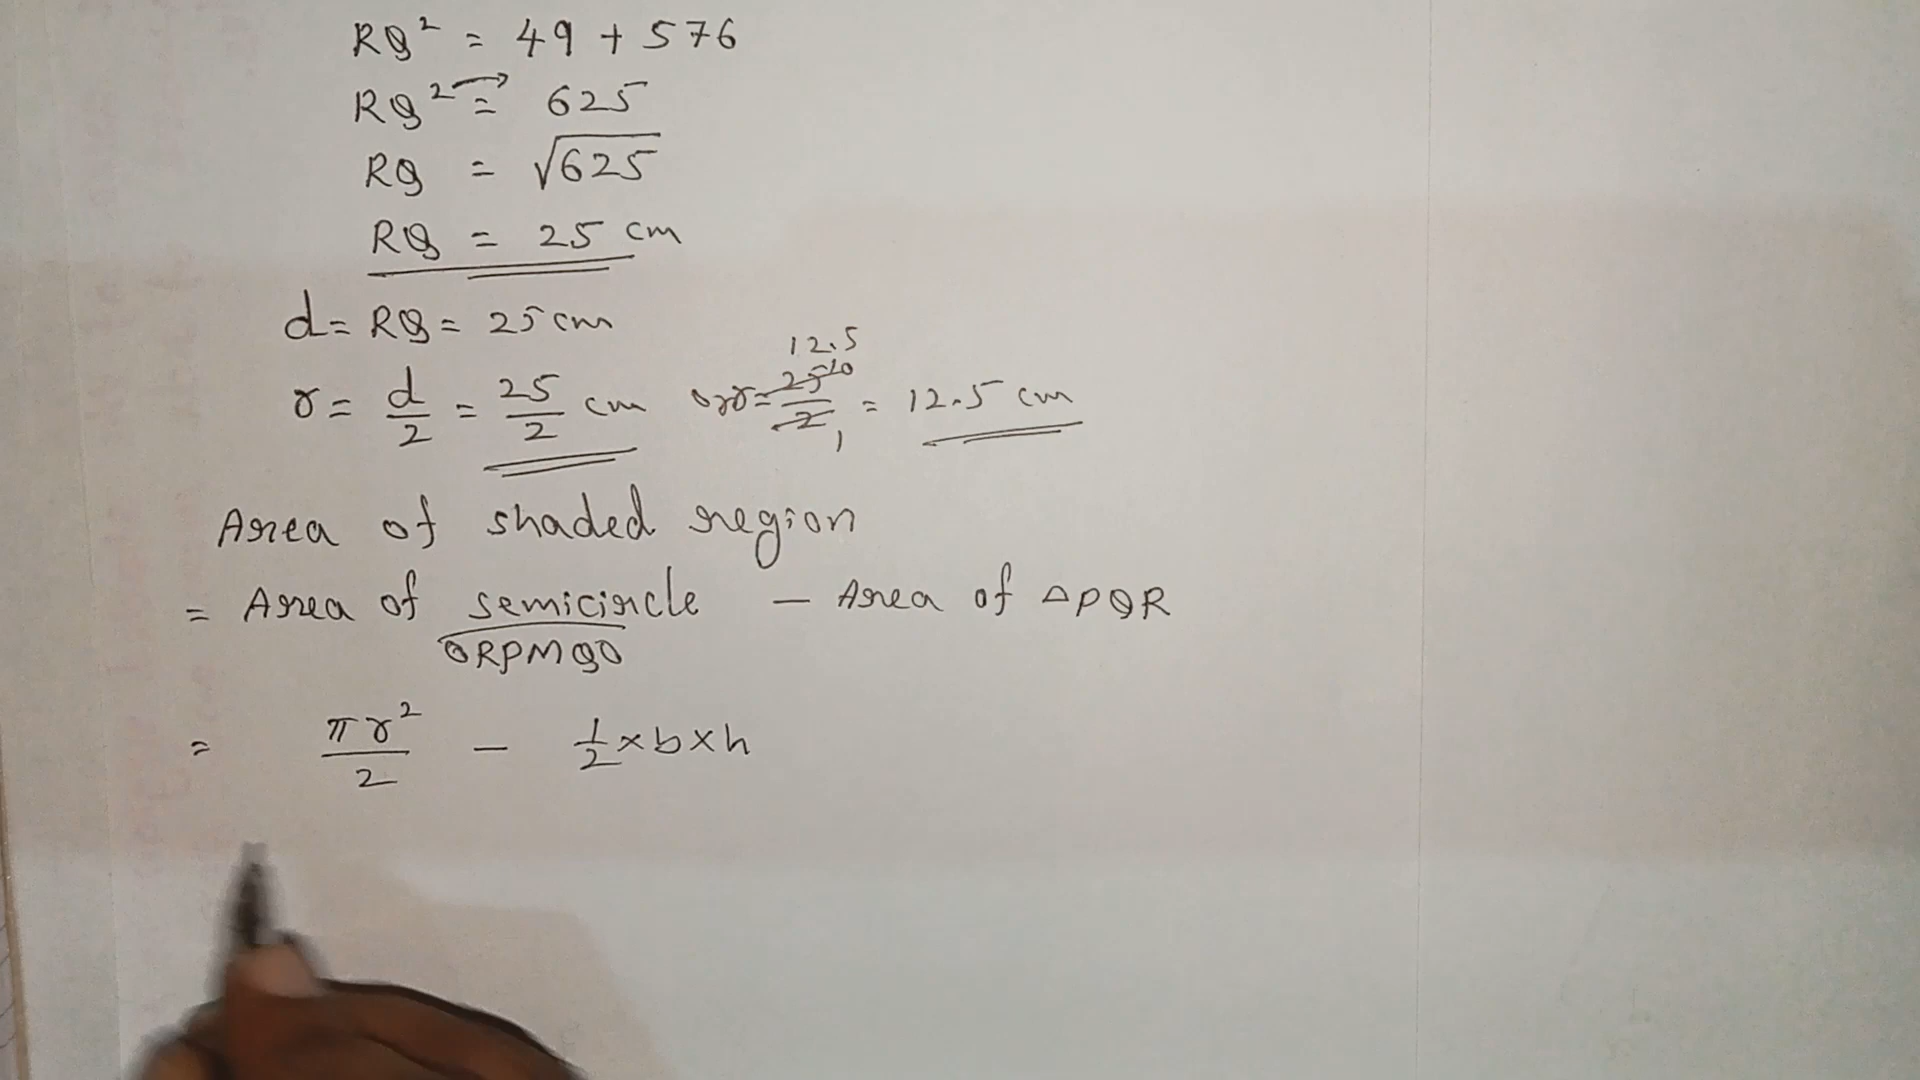 RQ² = 49 + 576
RQ² = 625
RQ = √625
RQ = 25 cm
d = RQ = 25 cm
r = d/2 = 25/2 cm or r = 25/2 = 12.5 cm
Area of shaded region
= Area of semicircle – Area of △PQR
ORPMQO
= πr²/2 – 1/2 × b × h